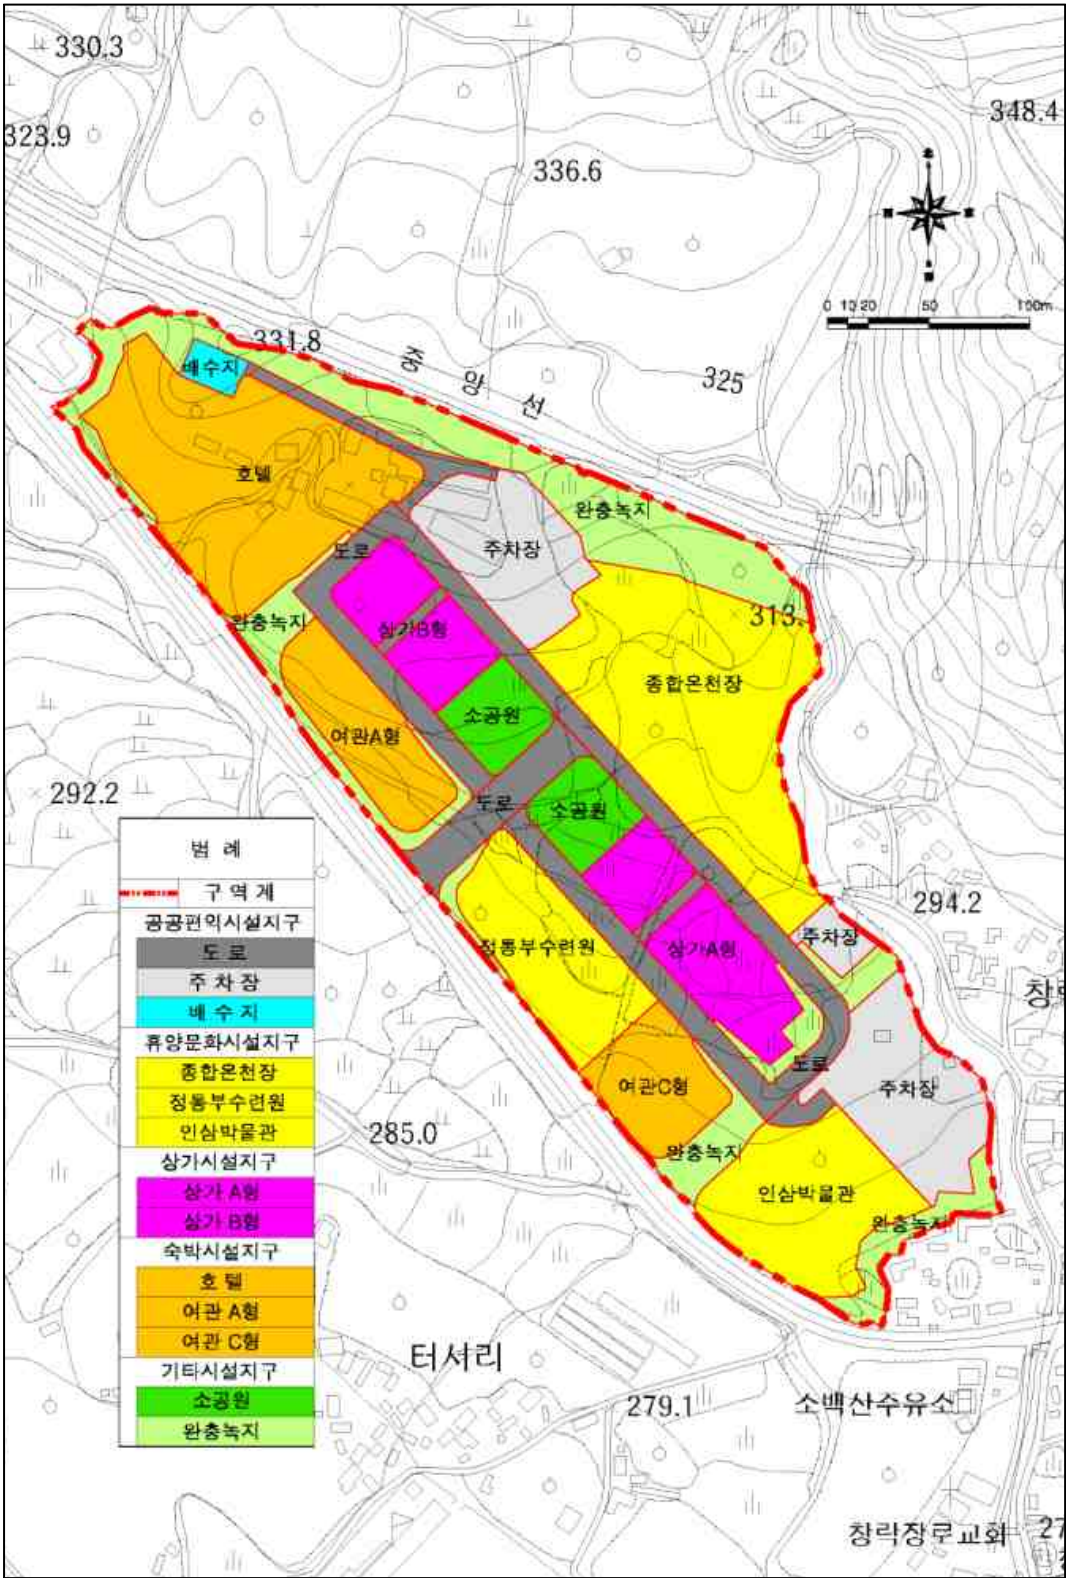 330.3
348.4
323.9
336.6
0 10 20 50 100m
331.8
중 앙 선
325
배수지
호텔
완충녹지
주차장
도로
313.
완충녹지
상가B형
종합온천장
소공원
여관A형
292.2
도로
소공원
범 례
구 역 계
공공편익시설지구
도 로
주 차 장
배 수 지
휴양문화시설지구
종합온천장
정통부수련원
인삼박물관
상가시설지구
상가 A형
상가 B형
숙박시설지구
호 텔
여관 A형
여관 C형
기타시설지구
소공원
완충녹지
294.2
주차장
정통부수련원
상가A형
창락
도로
여관C형
주차장
285.0
완충녹지
인삼박물관
완충녹지
터서리
279.1
소백산주유소
창락장로교회
27